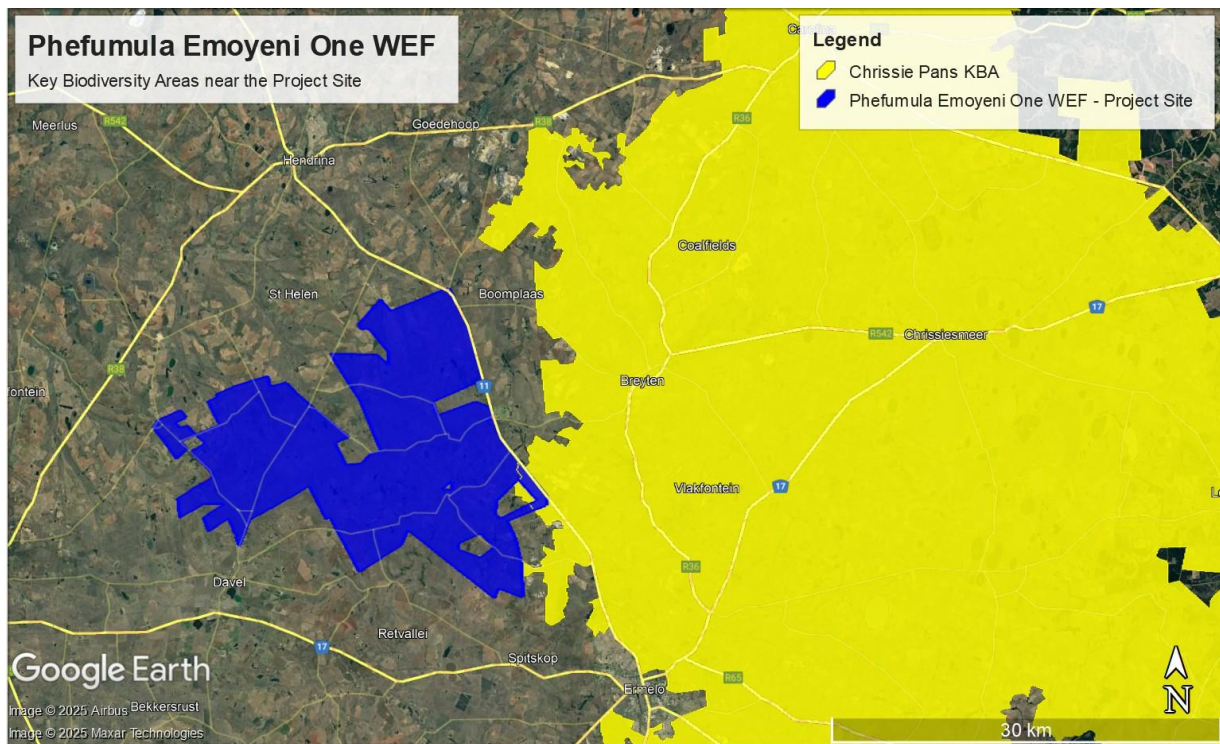 Phefumula Emoyeni One WEF
Key Biodiversity Areas near the Project Site
Legend
Chrissie Pans KBA
Phefumula Emoyeni One WEF - Project Site
R36
Meerlus
R542
Goedehoop
R38
Hendrina
Coalfields
St Helen
Boomplaas
17
R542
Chrissiesmeer
R38
Breyten
11
fontein
Vlakfontein
17
R36
Davel
Retvallei
17
Spitskop
R65
Ermelo
Google Earth
Image © 2025 Airbus
Bekkersrust
Image © 2025 Maxar Technologies
N
30 km